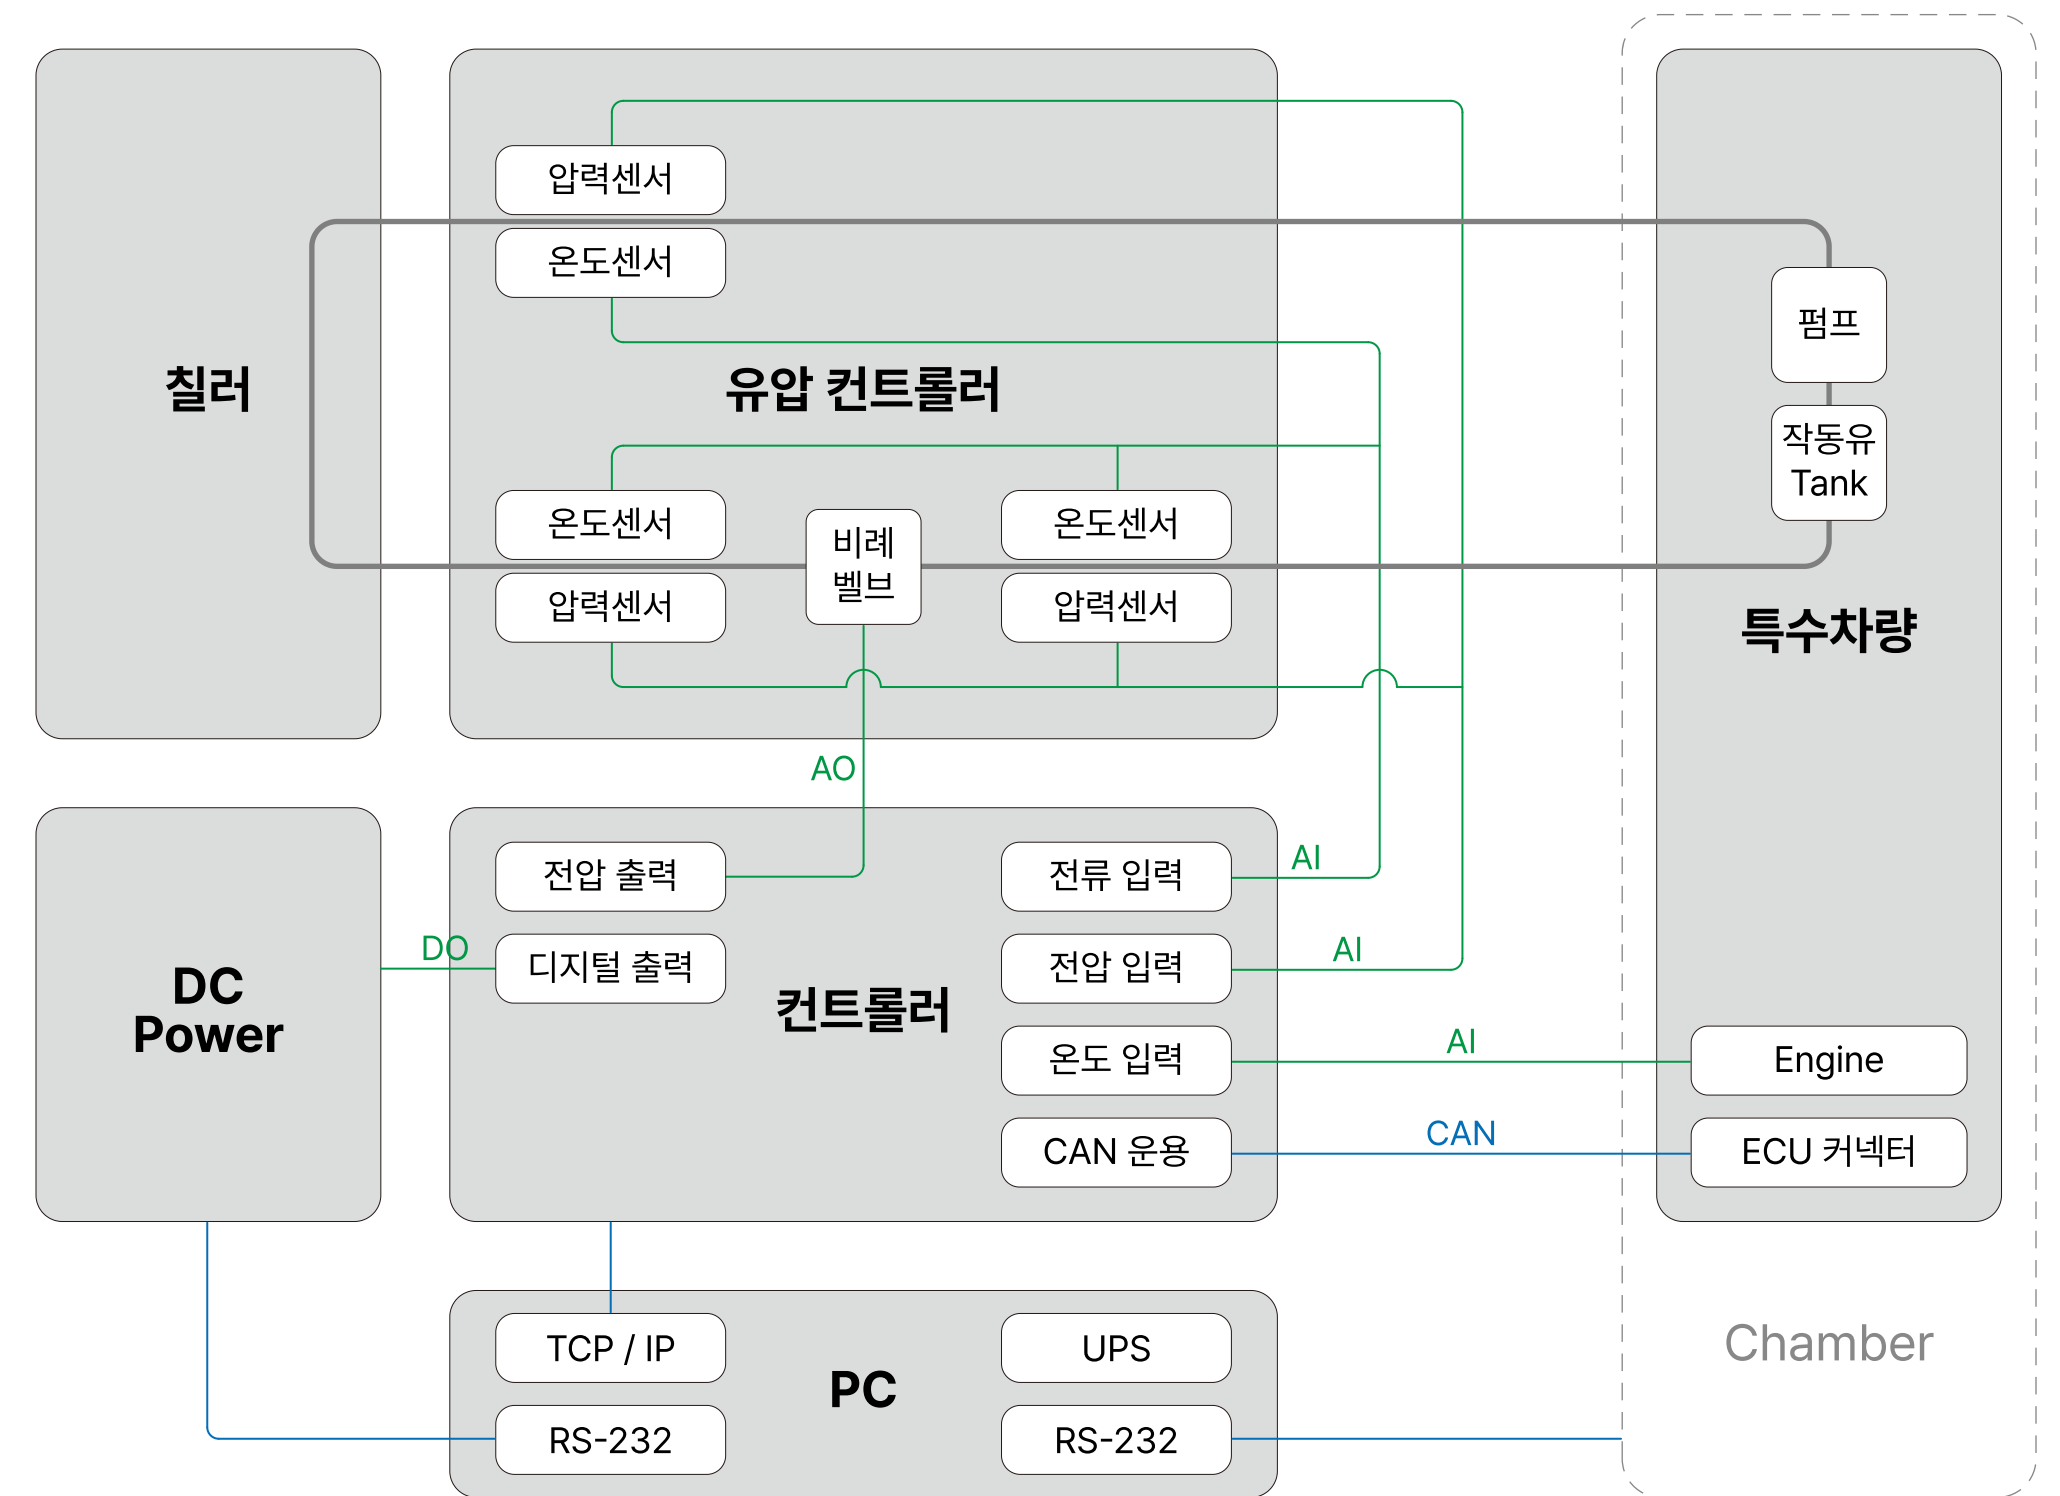 압력센서
온도센서
펌프
칠러
유압 컨트롤러
작동유
Tank
온도센서
비례
벨브
온도센서
압력센서
압력센서
특수차량
AO
전압 출력
전류 입력
AI
DO
디지털 출력
전압 입력
AI
DC
Power
컨트롤러
온도 입력
AI
Engine
CAN 운용
CAN
ECU 커넥터
TCP / IP
UPS
PC
Chamber
RS-232
RS-232